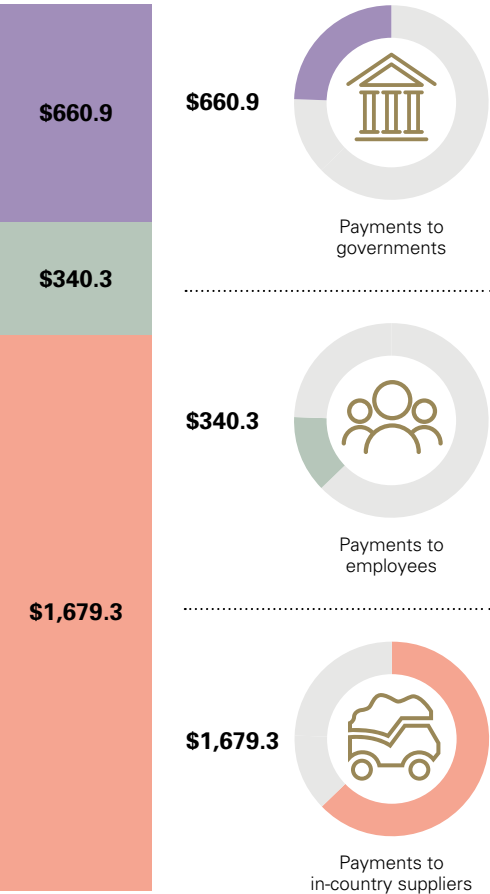 $660.9
$340.3
$1,679.3
$660.9
Payments to
governments
$340.3
Payments to
employees
$1,679.3
Payments to
in-country suppliers